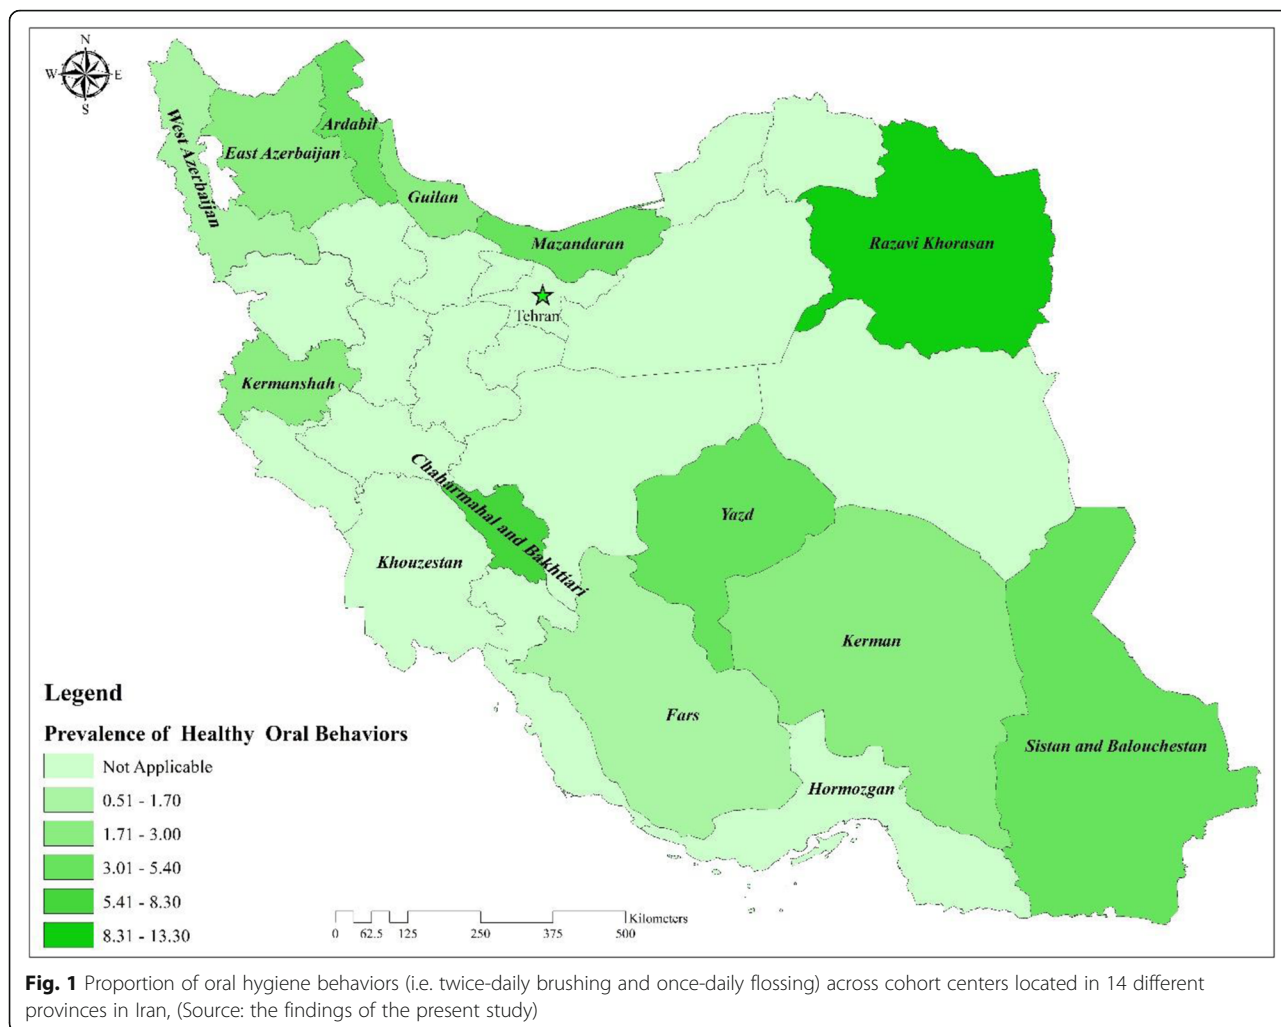 N
W
E
S
West Azerbaijan
East Azerbaijan
Ardabil
Guilan
Mazandaran
Razavi Khorasan
Tehran
Kermanshah
Chaharmahal and Bakhtiari
Yazd
Khouzestan
Kerman
Fars
Sistan and Balouchestan
Hormozgan
Legend
Prevalence of Healthy Oral Behaviors
Not Applicable
0.51 - 1.70
1.71 - 3.00
3.01 - 5.40
5.41 - 8.30
8.31 - 13.30
Kilometers
0 62.5 125 250 375 500
Fig. 1 Proportion of oral hygiene behaviors (i.e. twice-daily brushing and once-daily flossing) across cohort centers located in 14 different
provinces in Iran, (Source: the findings of the present study)